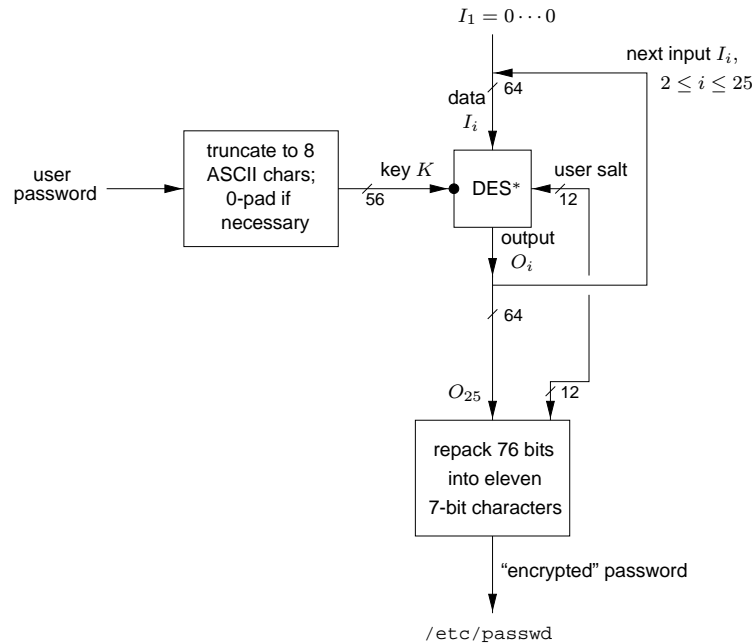 I₁ = 0 ⋯ 0
next input Iᵢ,
2 ≤ i ≤ 25
64
data
Iᵢ
user
password
truncate to 8
ASCII chars;
0-pad if
necessary
key K
56
DES*
user salt
12
output
Oᵢ
64
O₂₅
12
repack 76 bits
into eleven
7-bit characters
“encrypted” password
/etc/passwd